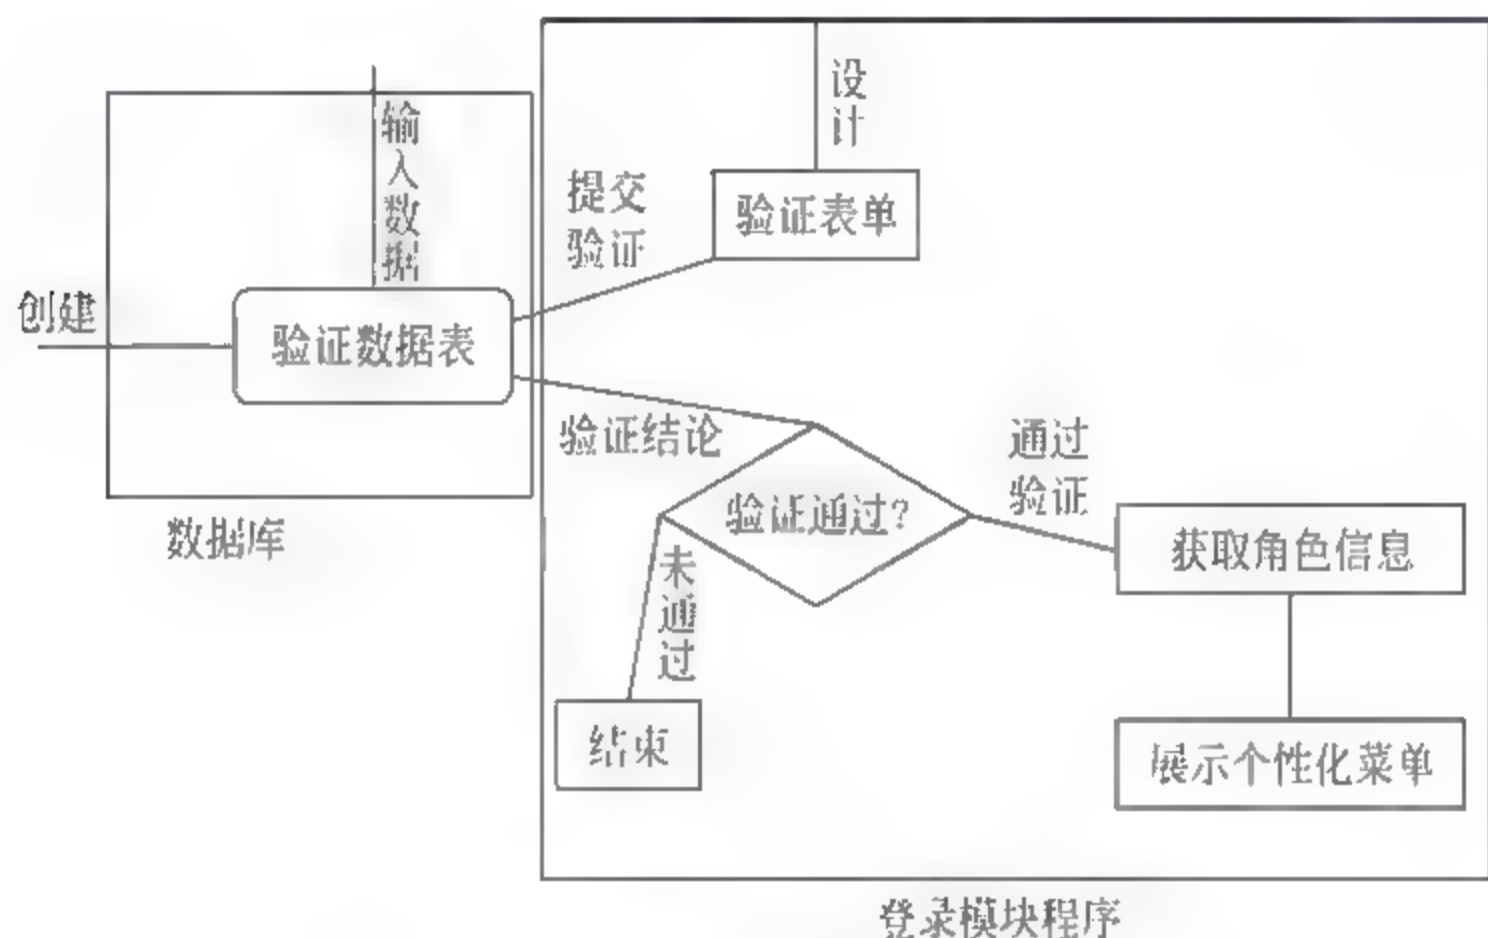 设计
输入数据
提交
验证
验证表单
创建
验证数据表
验证结论
通过
验证
验证通过?
数据库
获取角色信息
未通过
结束
展示个性化菜单
登录模块程序